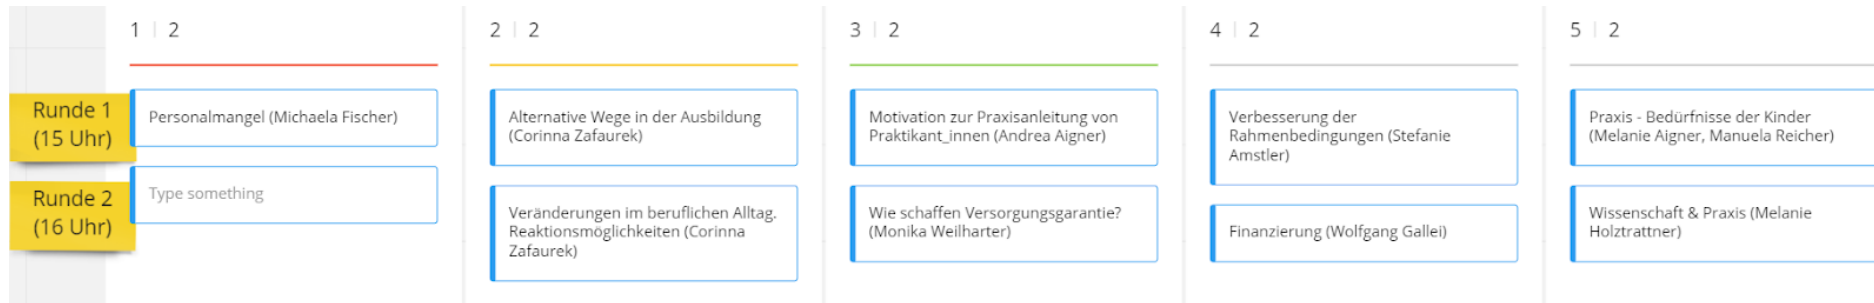 1 | 2
2 | 2
3 | 2
4 | 2
5 | 2
Runde 1
(15 Uhr)
Personalmangel (Michaela Fischer)
Alternative Wege in der Ausbildung
(Corinna Zafaurek)
Motivation zur Praxisanleitung von
Praktikant_innen (Andrea Aigner)
Verbesserung der
Rahmenbedingungen (Stefanie
Amstler)
Praxis - Bedürfnisse der Kinder
(Melanie Aigner, Manuela Reicher)
Runde 2
(16 Uhr)
Type something
Veränderungen im beruflichen Alltag.
Reaktionsmöglichkeiten (Corinna
Zafaurek)
Wie schaffen Versorgungsgarantie?
(Monika Weilharter)
Finanzierung (Wolfgang Gallei)
Wissenschaft & Praxis (Melanie
Holztrattner)